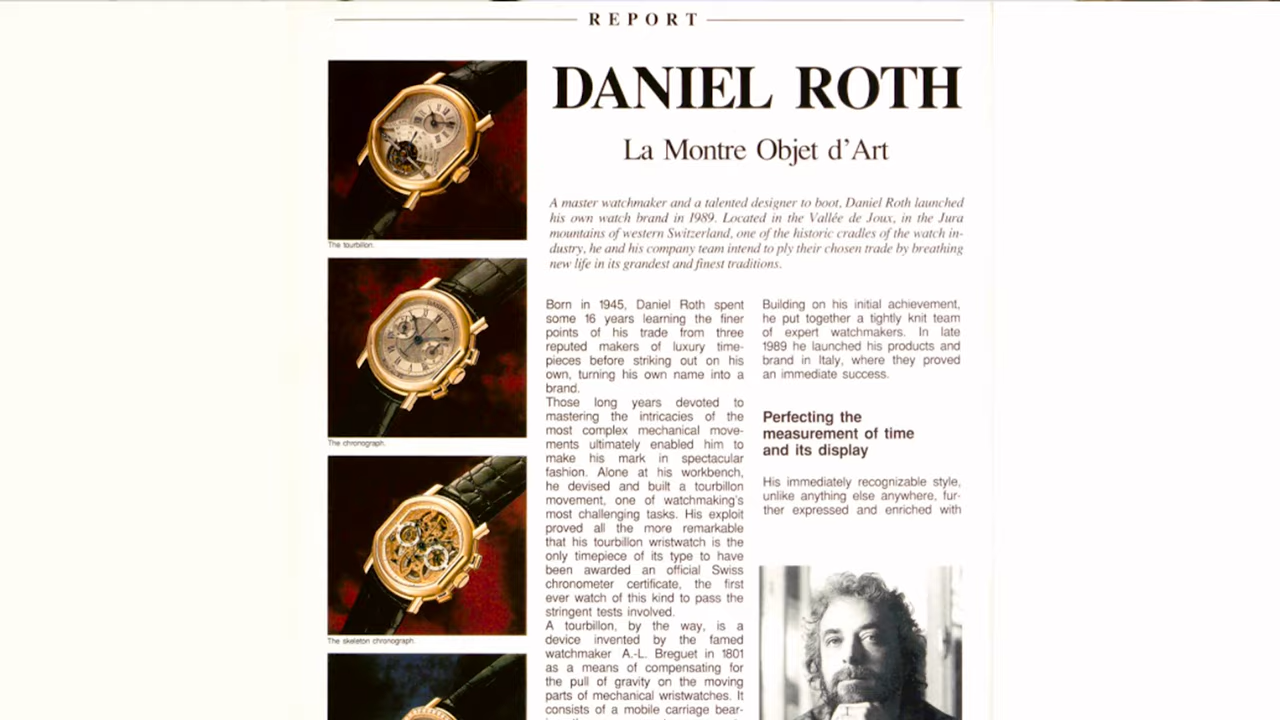 REPORT
DANIEL ROTH
La Montre Objet d'Art
A master watchmaker and a talented designer to boot, Daniel Roth launched
his own watch brand in 1989. Located in the Vallée de Joux, in the Jura
mountains of western Switzerland, one of the historic cradles of the watch in-
dustry, he and his company team intend to ply their chosen trade by breathing
new life in its grandest and finest traditions.
The tourbillon.
The chronograph.
The skeleton chronograph.
Born in 1945, Daniel Roth spent
some 16 years learning the finer
points of his trade from three
reputed makers of luxury time-
pieces before striking out on his
own, turning his own name into a
brand.
Those long years devoted to
mastering the intricacies of the
most complex mechanical move-
ments ultimately enabled him to
make his mark in spectacular
fashion. Alone at his workbench,
he devised and built a tourbillon
movement, one of watchmaking's
most challenging tasks. His exploit
proved all the more remarkable
that his tourbillon wristwatch is the
only timepiece of its type to have
been awarded an official Swiss
chronometer certificate, the first
ever watch of this kind to pass the
stringent tests involved.
A tourbillon, by the way, is a
device invented by the famed
watchmaker A.-L. Breguet in 1801
as a means of compensating for
the pull of gravity on the moving
parts of mechanical wristwatches. It
consists of a mobile carriage bear-
Building on his initial achievement,
he put together a tightly knit team
of expert watchmakers. In late
1989 he launched his products and
brand in Italy, where they proved
an immediate success.
Perfecting the
measurement of time
and its display
His immediately recognizable style,
unlike anything else anywhere, fur-
ther expressed and enriched with